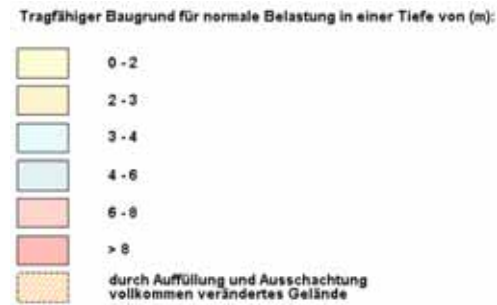 Tragfähiger Baugrund für normale Belastung in einer Tiefe von (m):
0 - 2
2 - 3
3 - 4
4 - 6
6 - 8
> 8
durch Auffüllung und Ausschachtung
vollkommen verändertes Gelände